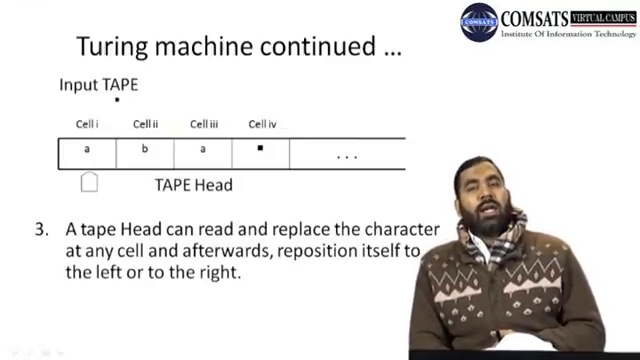 COMSATS VIRTUAL CAMPUS
Institute Of Information Technology
Turing machine continued ...
Input TAPE
Cell i Cell ii Cell iii Cell iv
a b a ...
TAPE Head
3. A tape Head can read and replace the character
at any cell and afterwards, reposition itself to
the left or to the right.